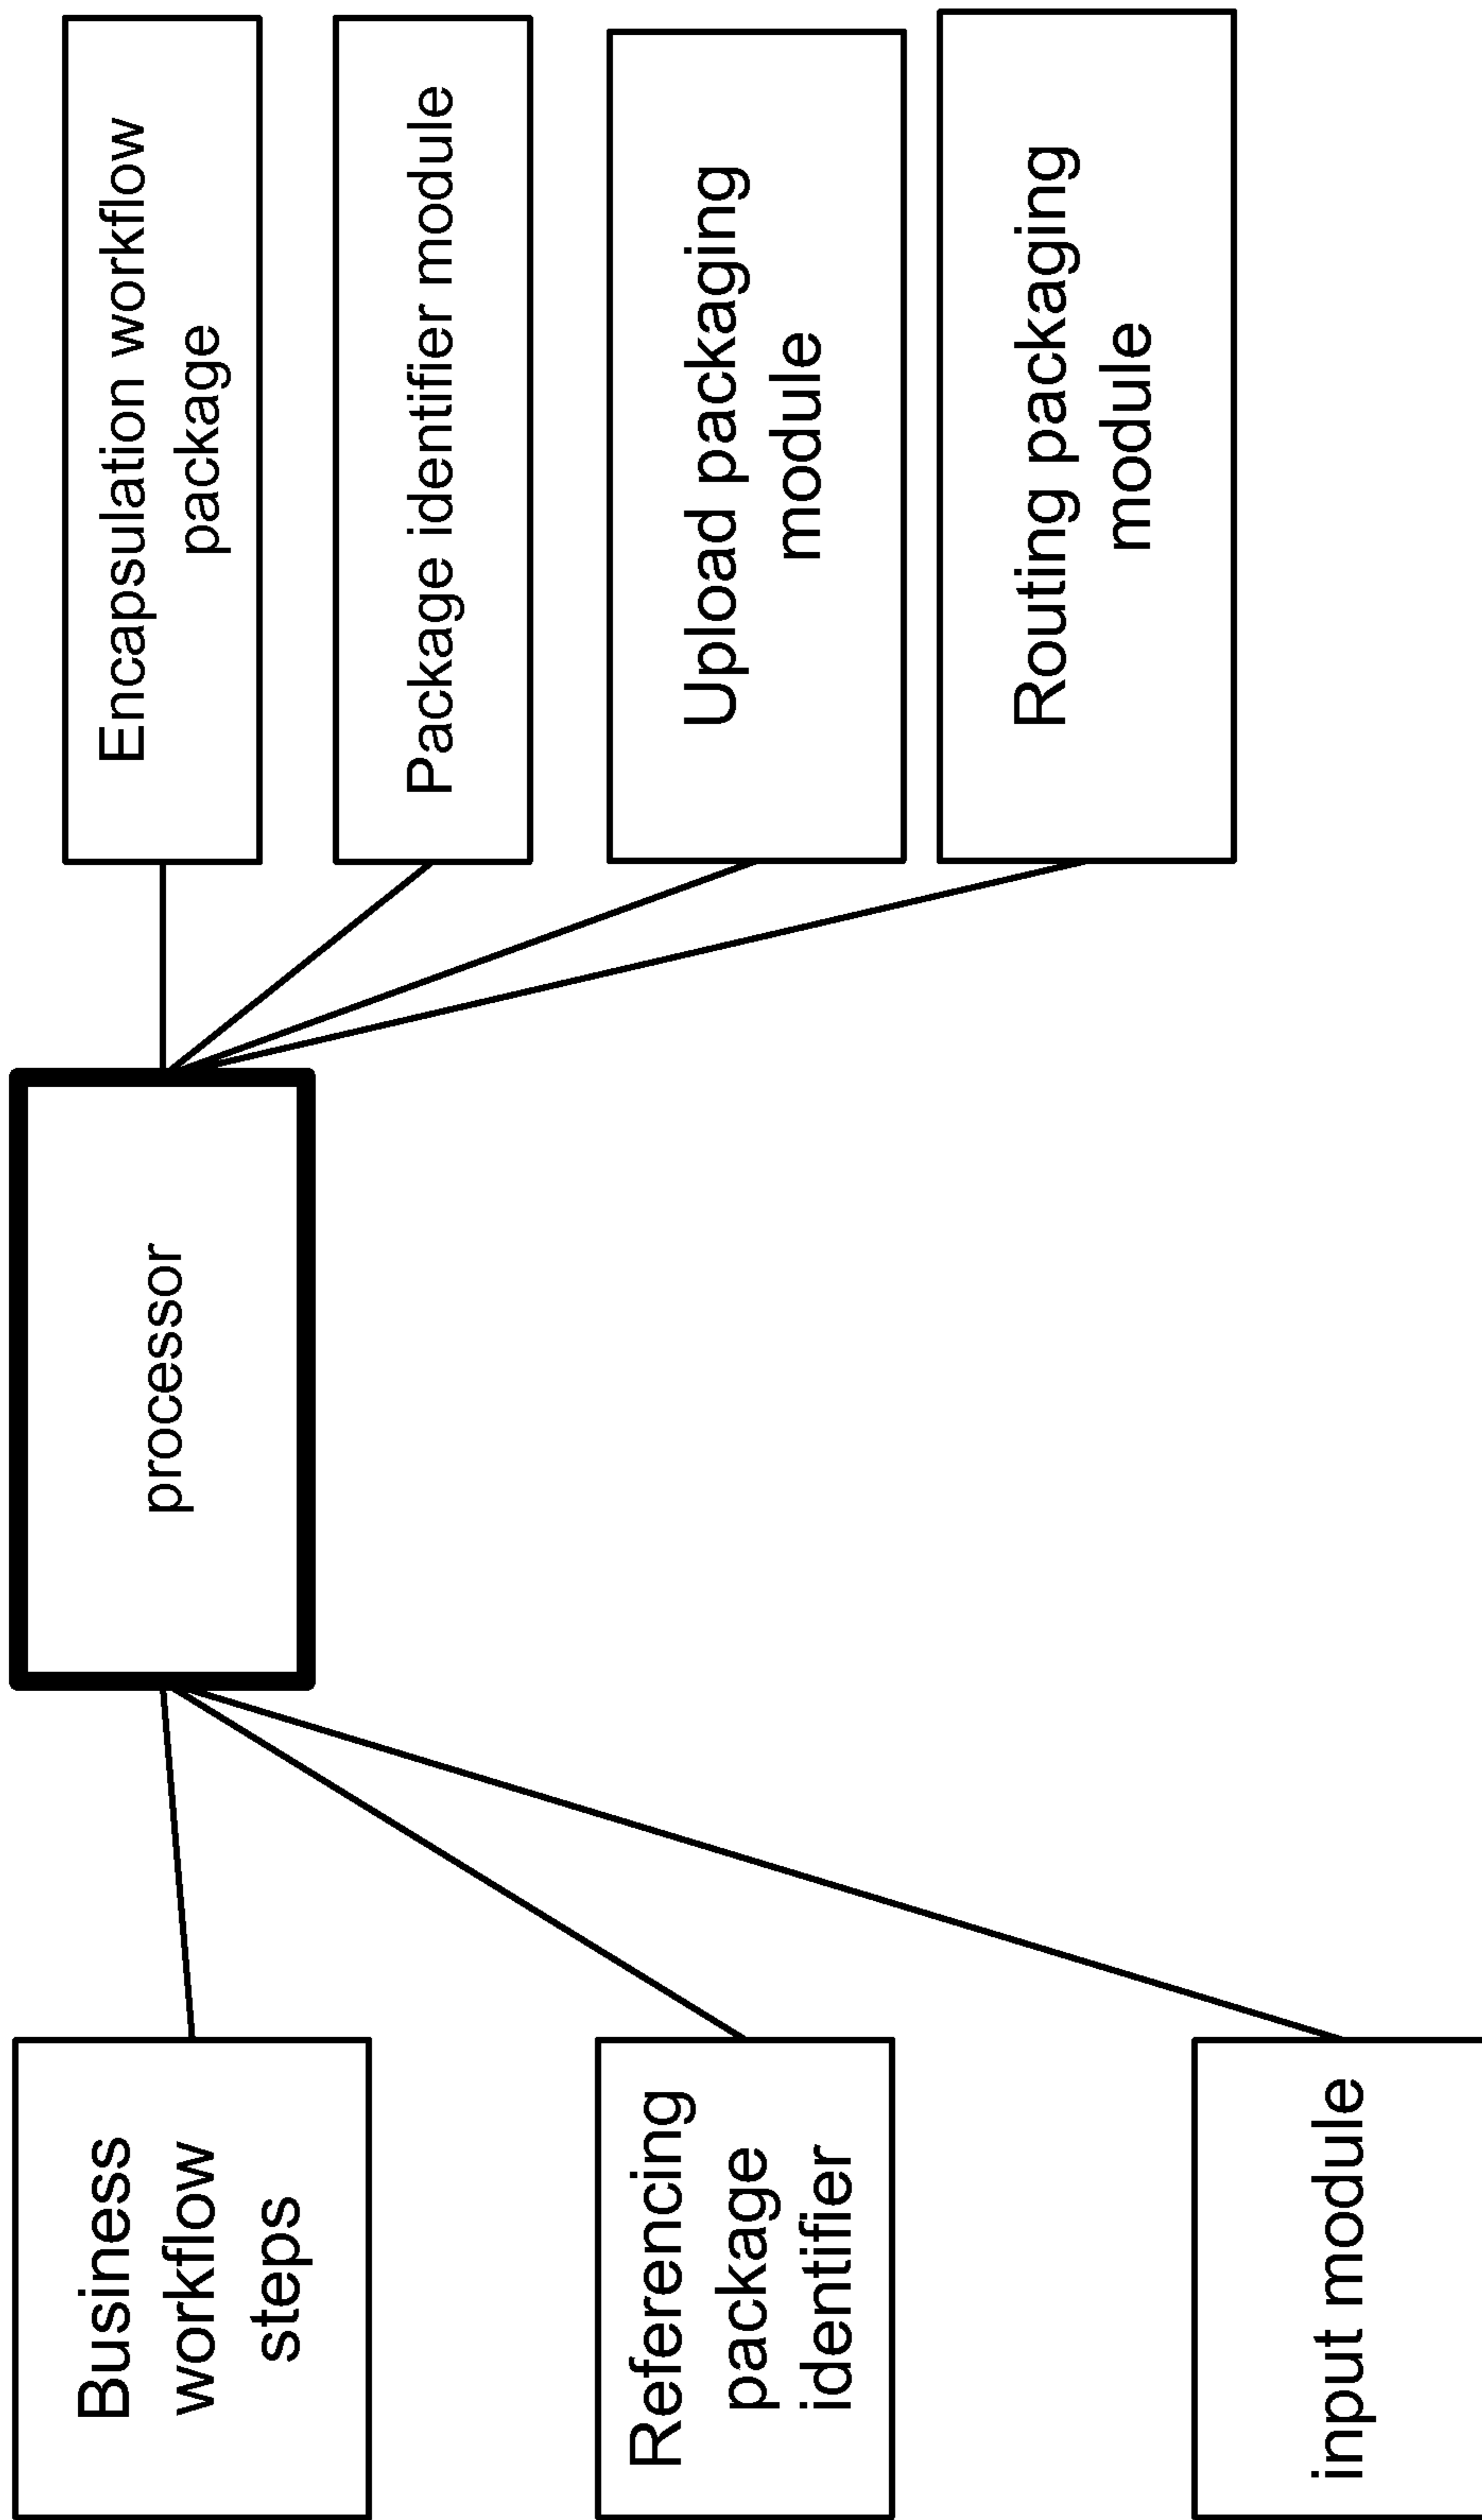 Business
workflow
steps
Referencing
package
identifier
input module
processor
Encapsulation workflow
package
Package identifier module
Upload packaging
module
Routing packaging
module